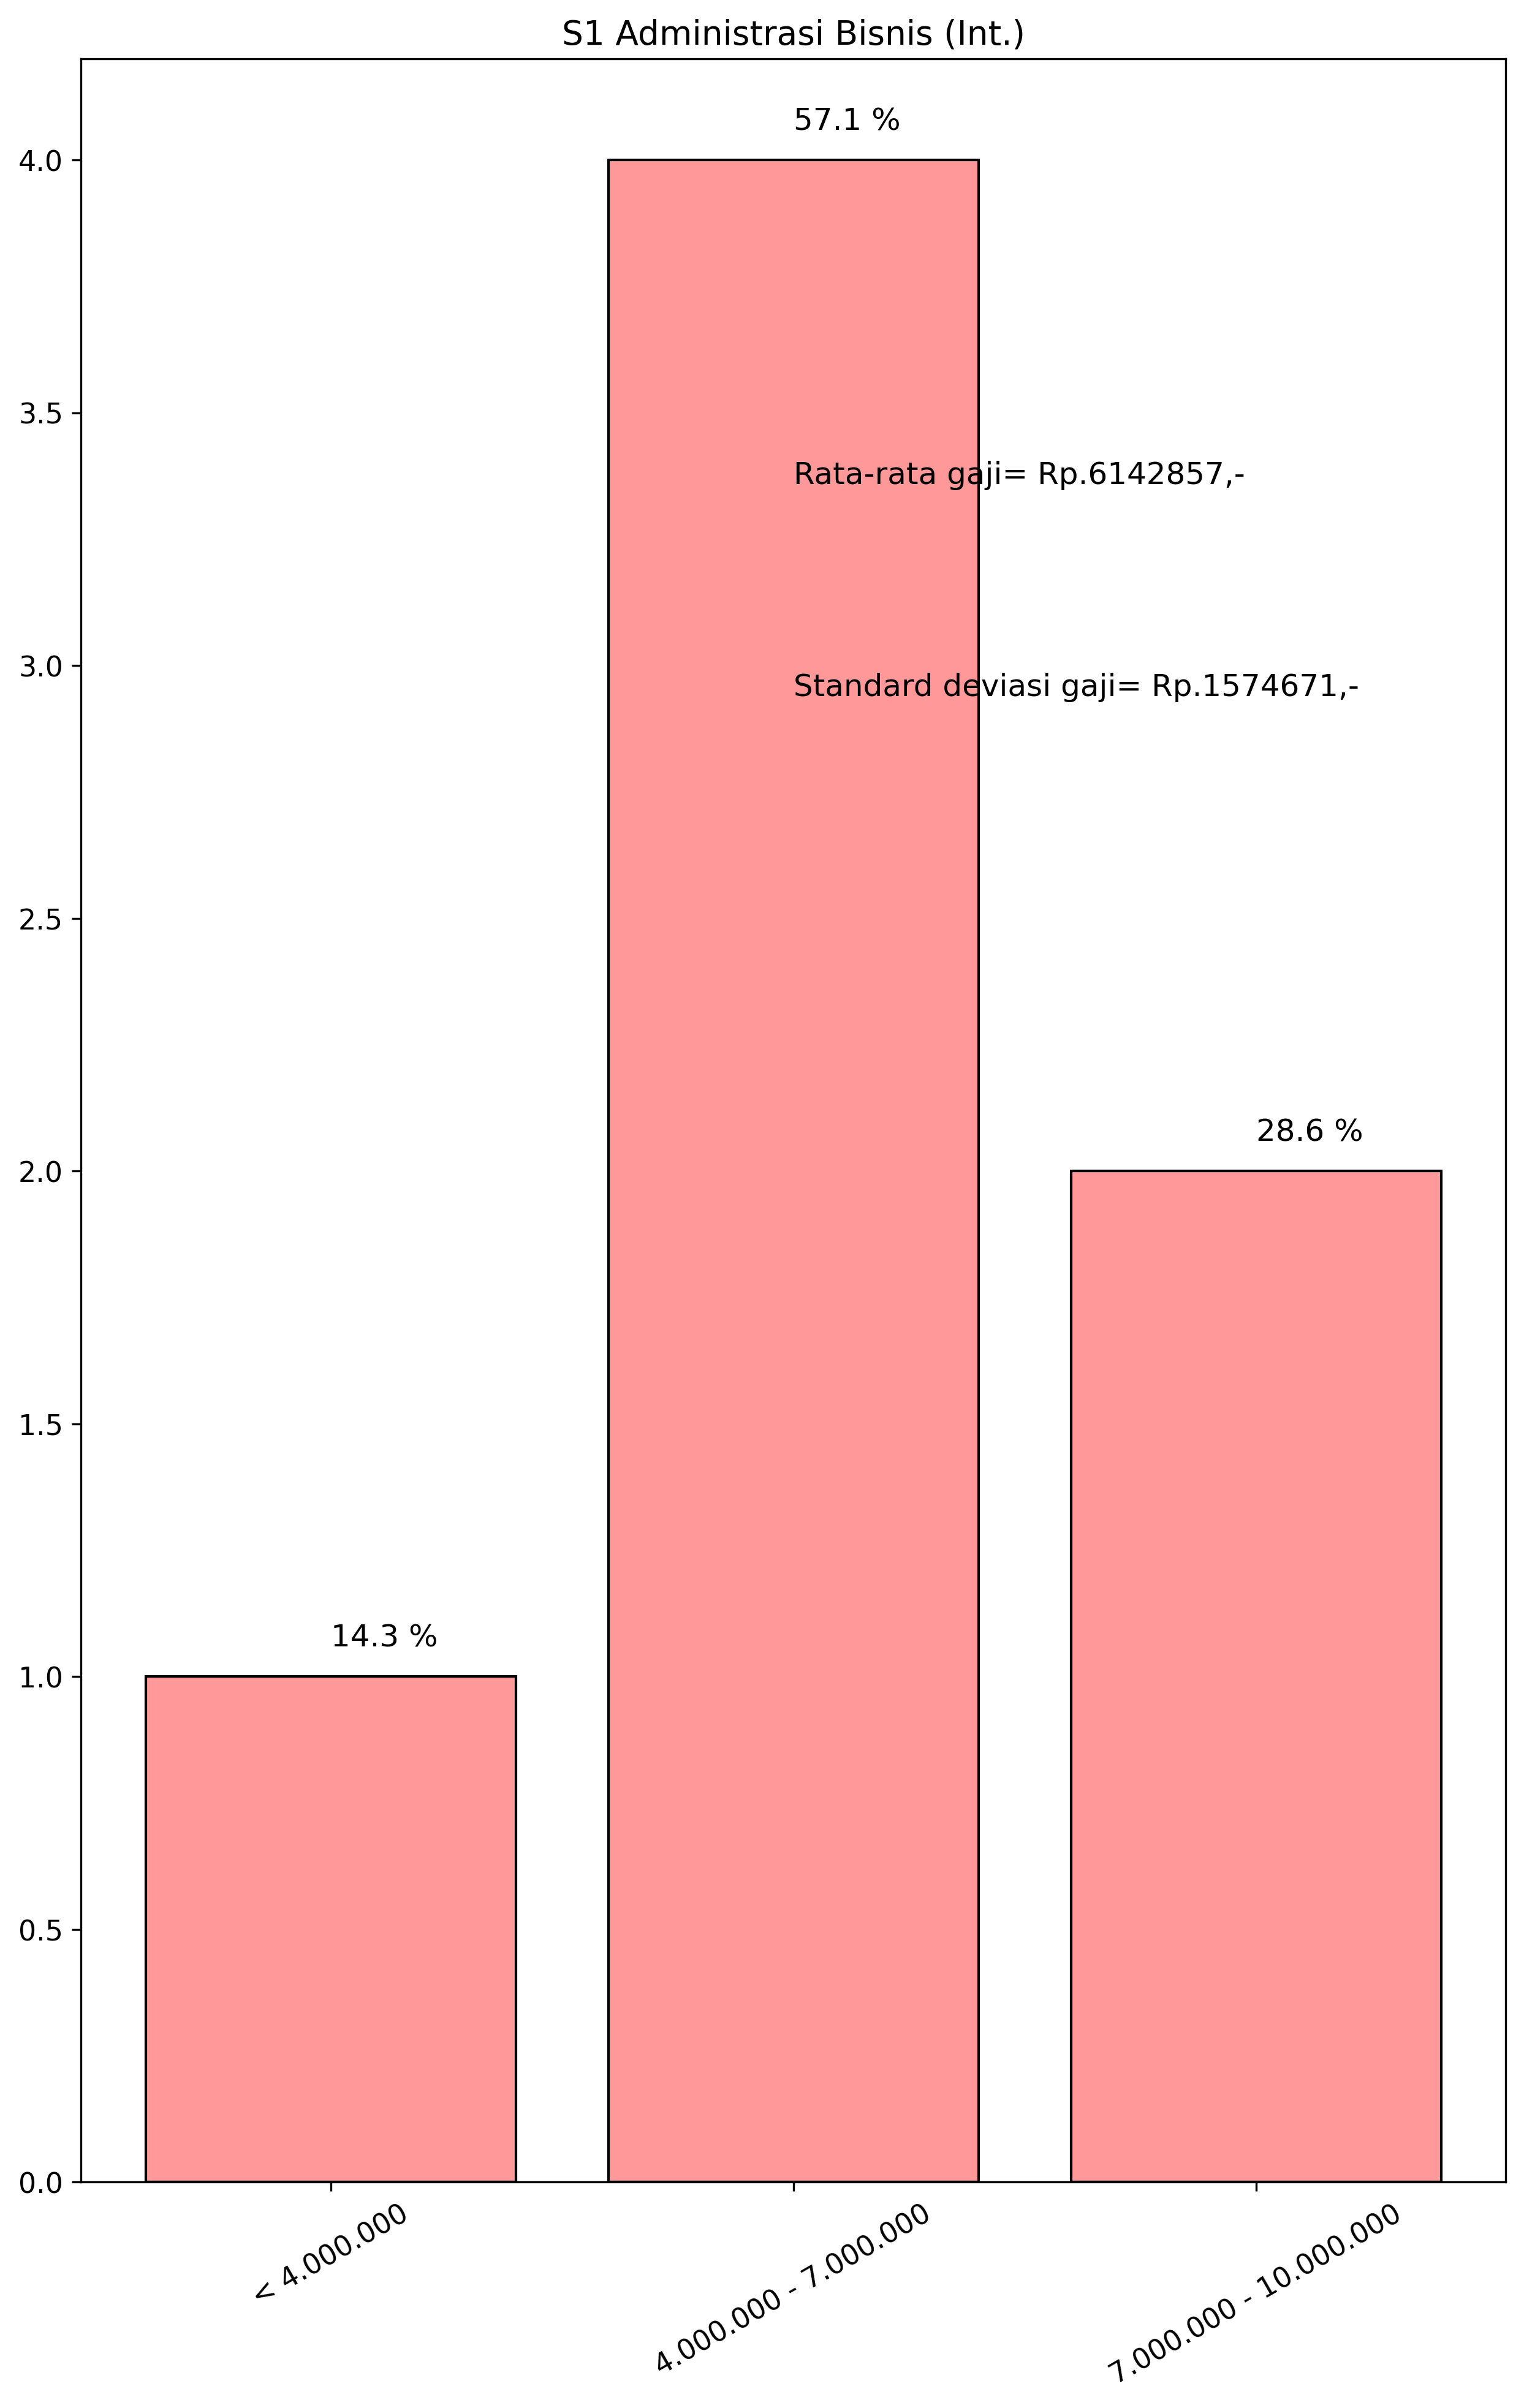 S1 Administrasi Bisnis (Int.)
57.1 %
4.0
3.5
Rata-rata gaji= Rp.6142857,-
3.0
Standard deviasi gaji= Rp.1574671,-
2.5
28.6 %
2.0
1.5
14.3 %
1.0
0.5
0.0
< 4.000.000
4.000.000 - 7.000.000
7.000.000 - 10.000.000